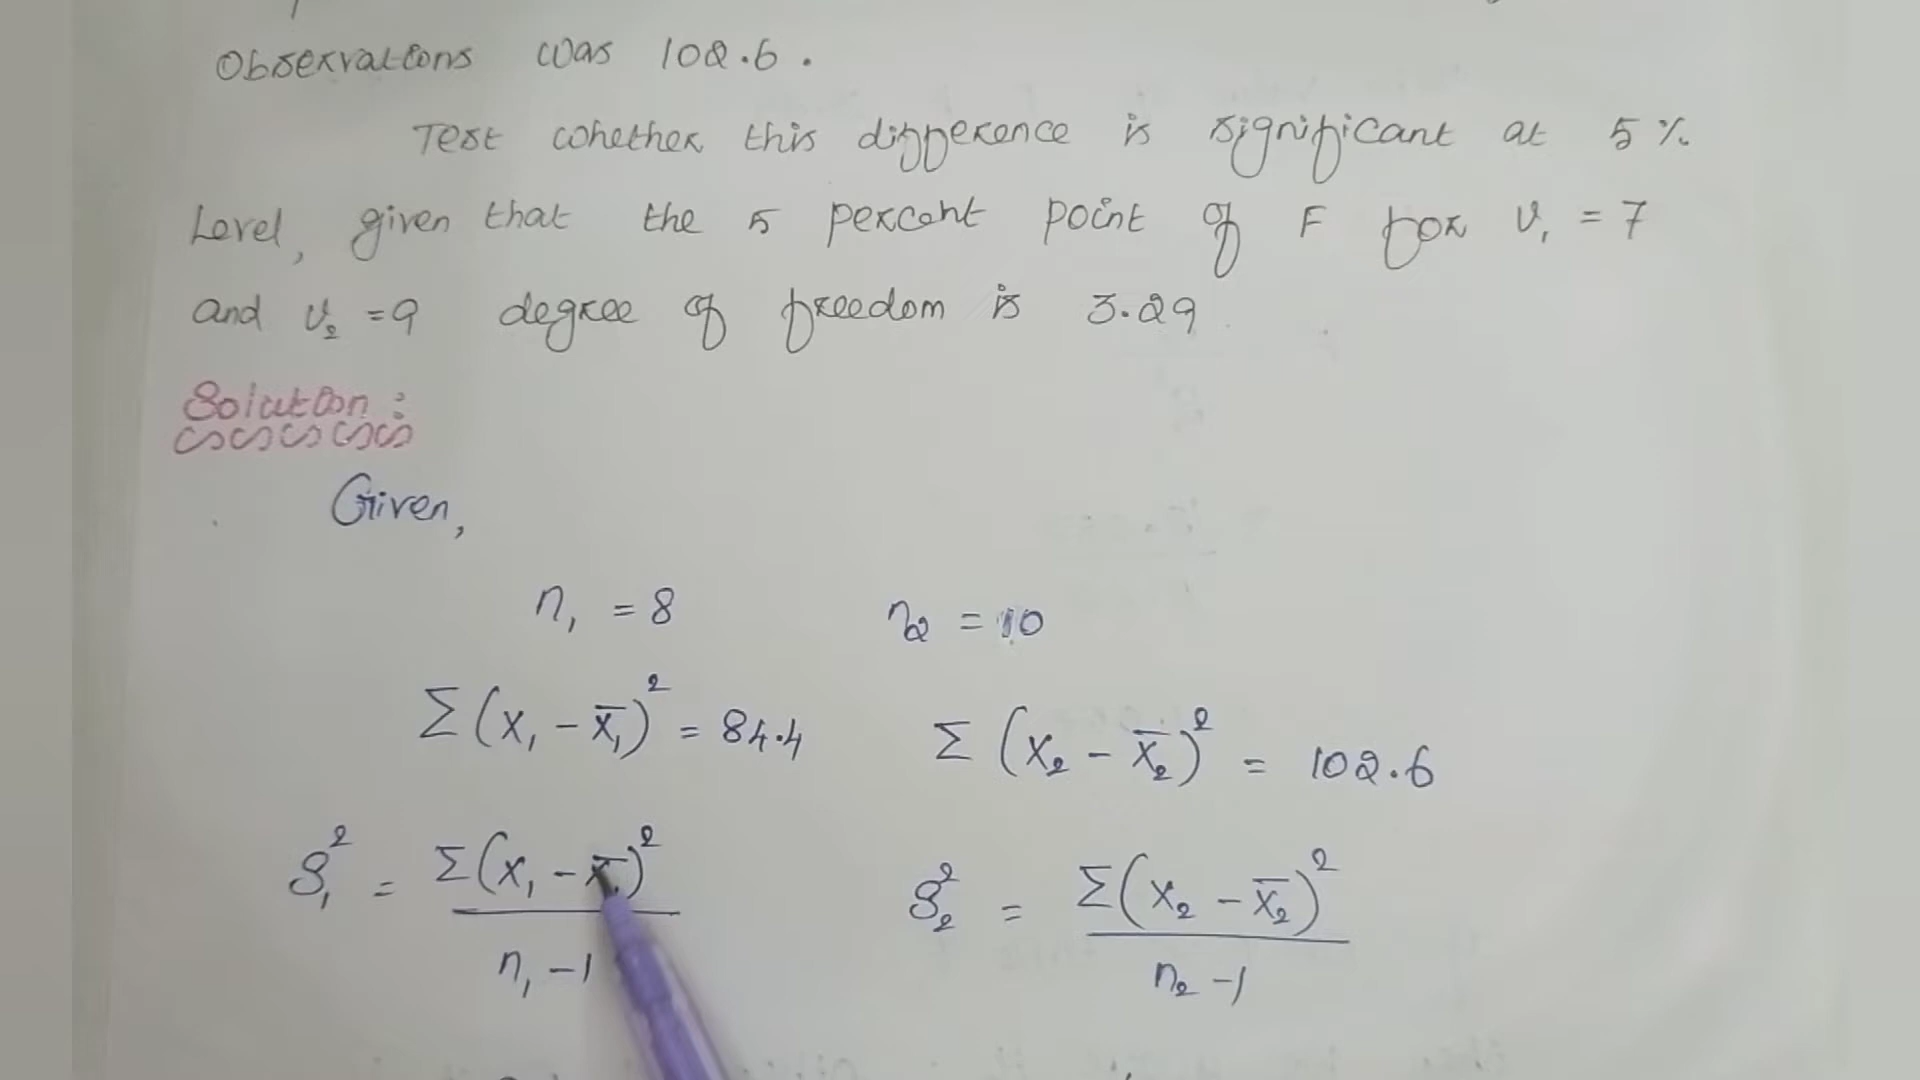 Observations was 102.6.
Test whether this difference is significant at 5%
Level, given that the 5 percent point of F for υ₁ = 7
and υ₂ = 9 degree of freedom is 3.29
Solution:
Given,
n₁ = 8 n₂ = 10
Σ(x₁ - x̄₁)² = 84.4 Σ(x₂ - x̄₂)² = 102.6
S₁² = Σ(x₁ - x̄₁)² / n₁ - 1 S₂² = Σ(x₂ - x̄₂)² / n₂ - 1